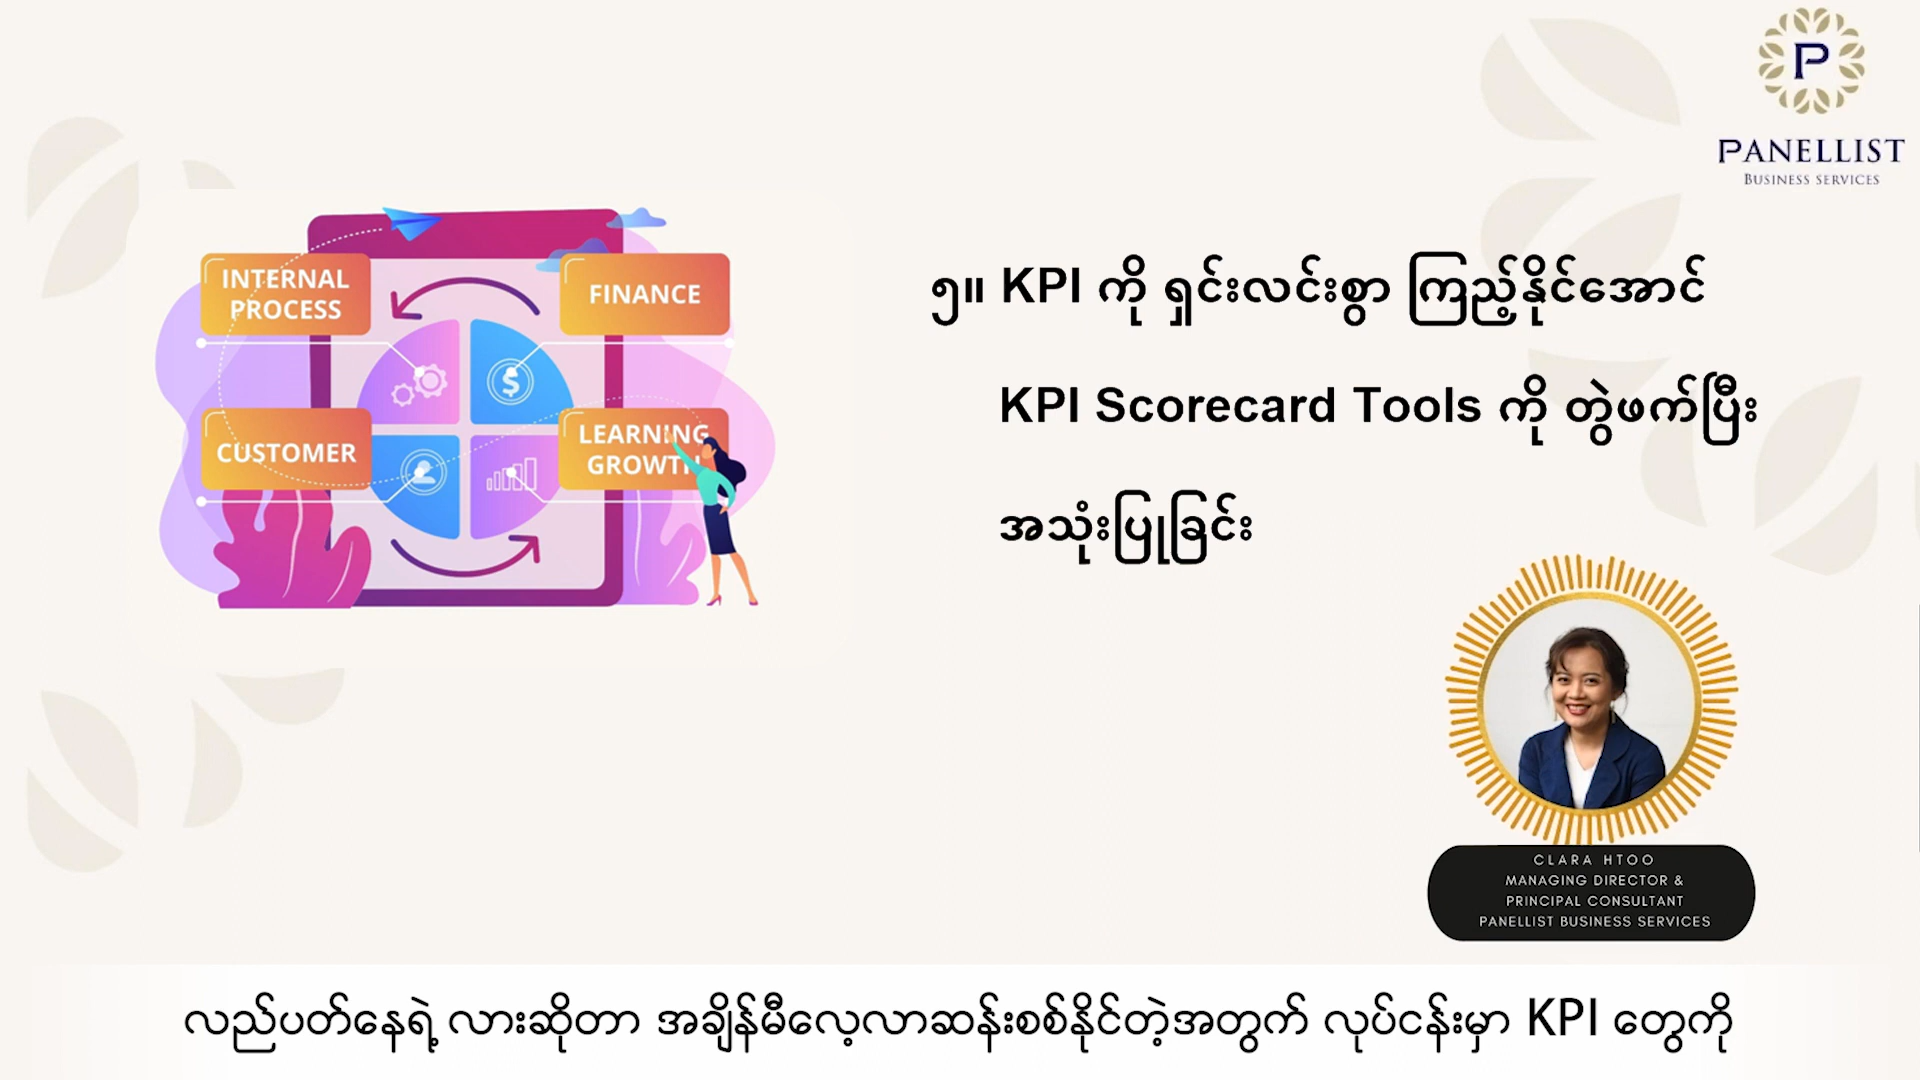 P
PANELLIST
BUSINESS SERVICES
INTERNAL
PROCESS
FINANCE
CUSTOMER
LEARNING
GROWTH
၅။ KPI ကို ရှင်းလင်းစွာ ကြည့်နိုင်အောင်
KPI Scorecard Tools ကို တွဲဖက်ပြီး
အသုံးပြုခြင်း
CLARA HTOO
MANAGING DIRECTOR &
PRINCIPAL CONSULTANT
PANELLIST BUSINESS SERVICES
လည်ပတ်နေရဲ့လားဆိုတာ အချိန်မီလေ့လာဆန်းစစ်နိုင်တဲ့အတွက် လုပ်ငန်းမှာ KPI တွေကို